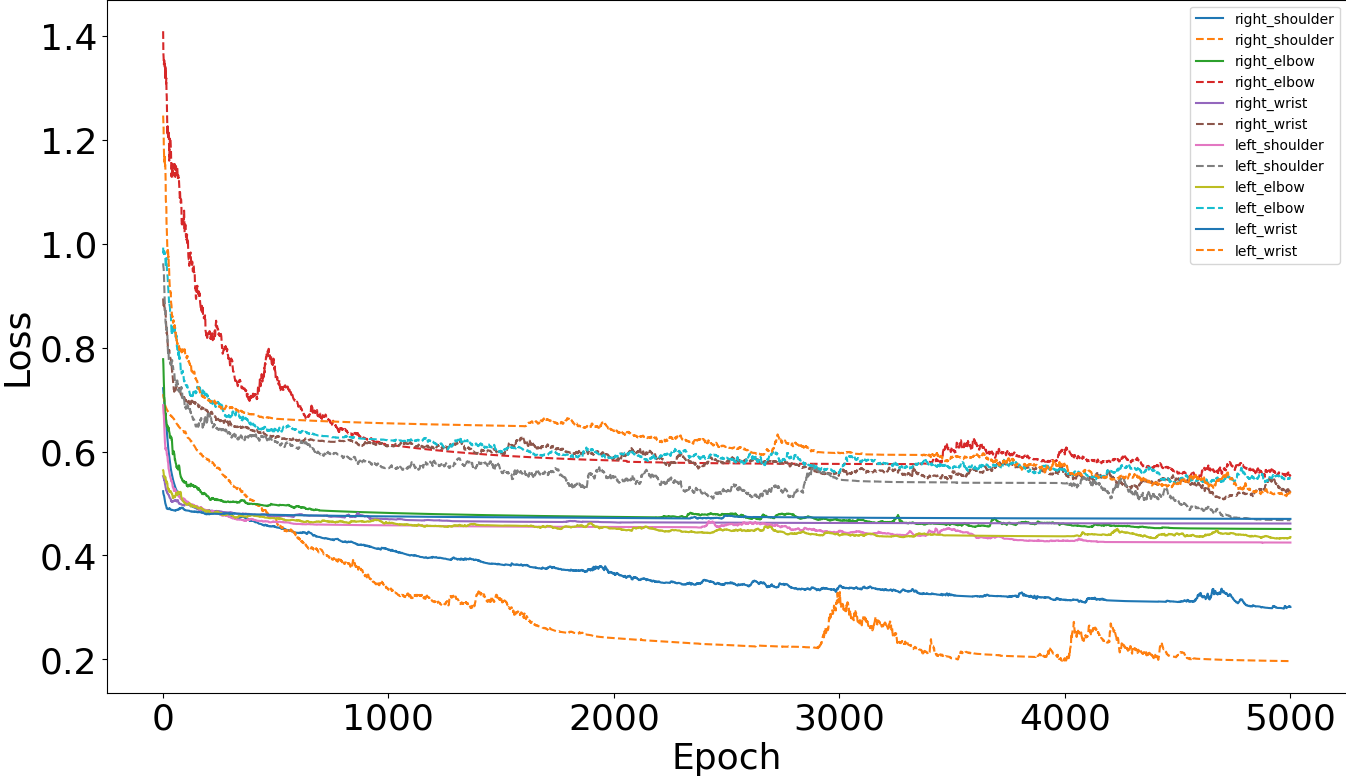 1.4
1.2
1.0
0.8
0.6
0.4
0.2
Loss
0
1000
2000
3000
4000
5000
Epoch
right_shoulder
right_shoulder
right_elbow
right_elbow
right_wrist
right_wrist
left_shoulder
left_shoulder
left_elbow
left_elbow
left_wrist
left_wrist